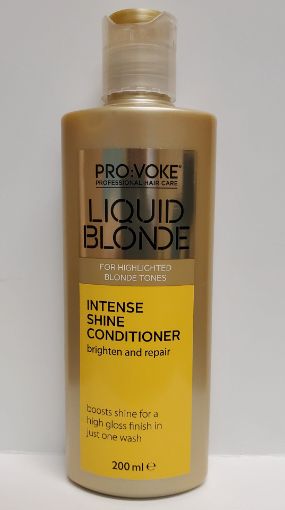 PRO:VOKE®
PROFESSIONAL HAIR CARE
LIQUID
BLONDE
FOR HIGHLIGHTED
BLONDE TONES
INTENSE
SHINE
CONDITIONER
brighten and repair
boosts shine for a
high gloss finish in
just one wash
200 ml ℮